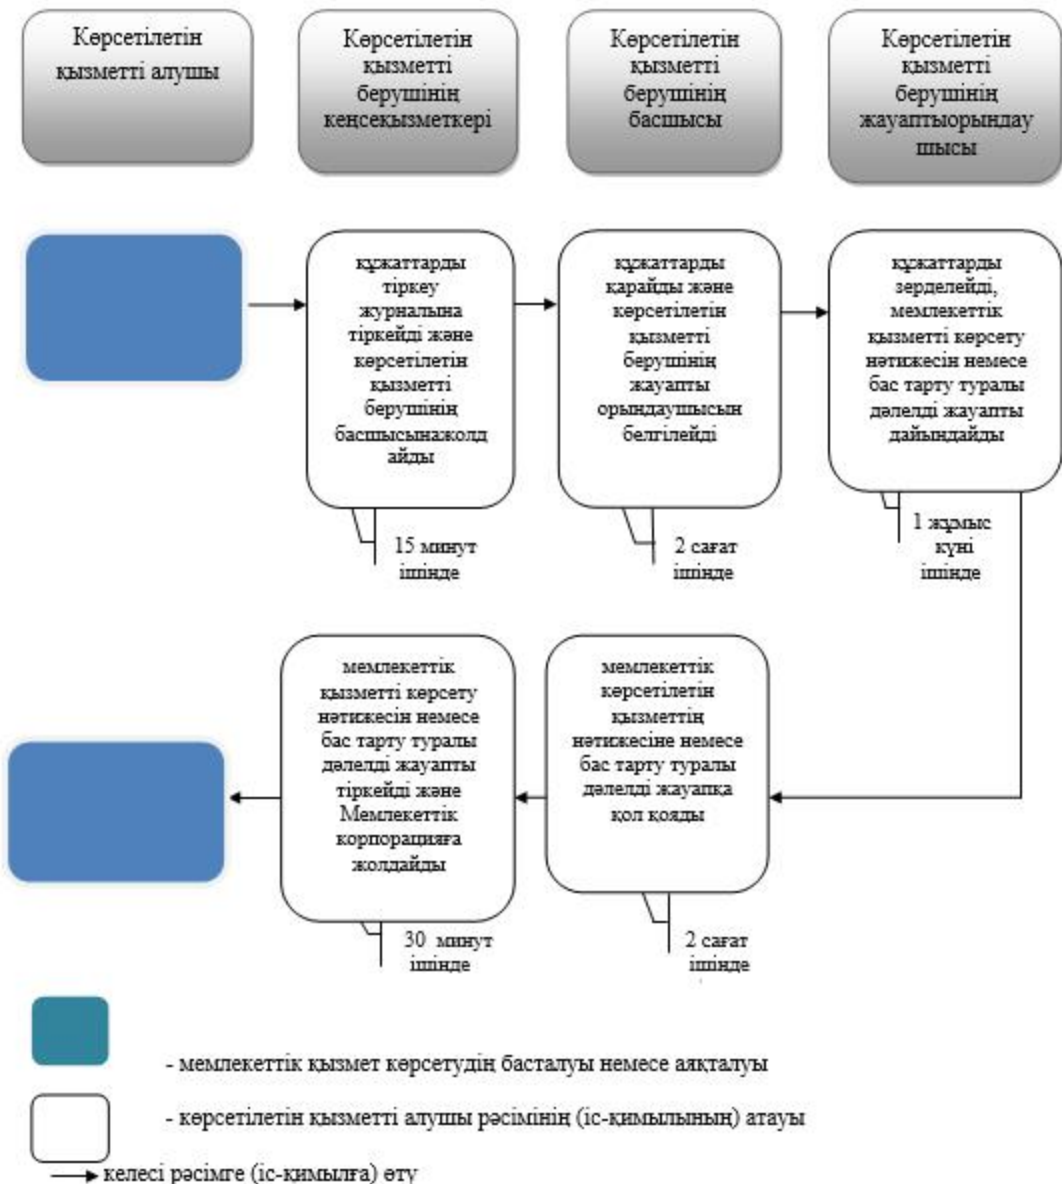 Көрсетілетін
қызметті алушы
Көрсетілетін
қызметті
берушінің
кеңсеқызметкері
Көрсетілетін
қызметті
берушінің
басшысы
Көрсетілетін
қызметті
берушінің
жауаптыорындау
шысы
құжаттарды
тіркеу
журналына
тіркейді және
көрсетілетін
қызметті
берушінің
басшысынажолд
айды
құжаттарды
қарайды және
көрсетілетін
қызметті
берушінің
жауапты
орындаушысын
белгілейді
құжаттарды
зерделейді,
мемлекеттік
қызметті көрсету
нәтижесін немесе
бас тарту туралы
дәлелді жауапты
дайындайды
15 минут
ішінде
2 сағат
ішінде
1 жұмыс
күні
ішінде
мемлекеттік
қызметті көрсету
нәтижесін немесе
бас тарту туралы
дәлелді жауапты
тіркейді және
Мемлекеттік
корпорацияға
жолдайды
мемлекеттік
көрсетілетін
қызметтің
нәтижесіне немесе
бас тарту туралы
дәлелді жауапқа
қол қояды
30 минут
ішінде
2 сағат
ішінде
- мемлекеттік қызмет көрсетудің басталуы немесе аяқталуы
- көрсетілетін қызметті алушы рәсімінің (іс-қимылының) атауы
келесі рәсімге (іс-қимылға) өту